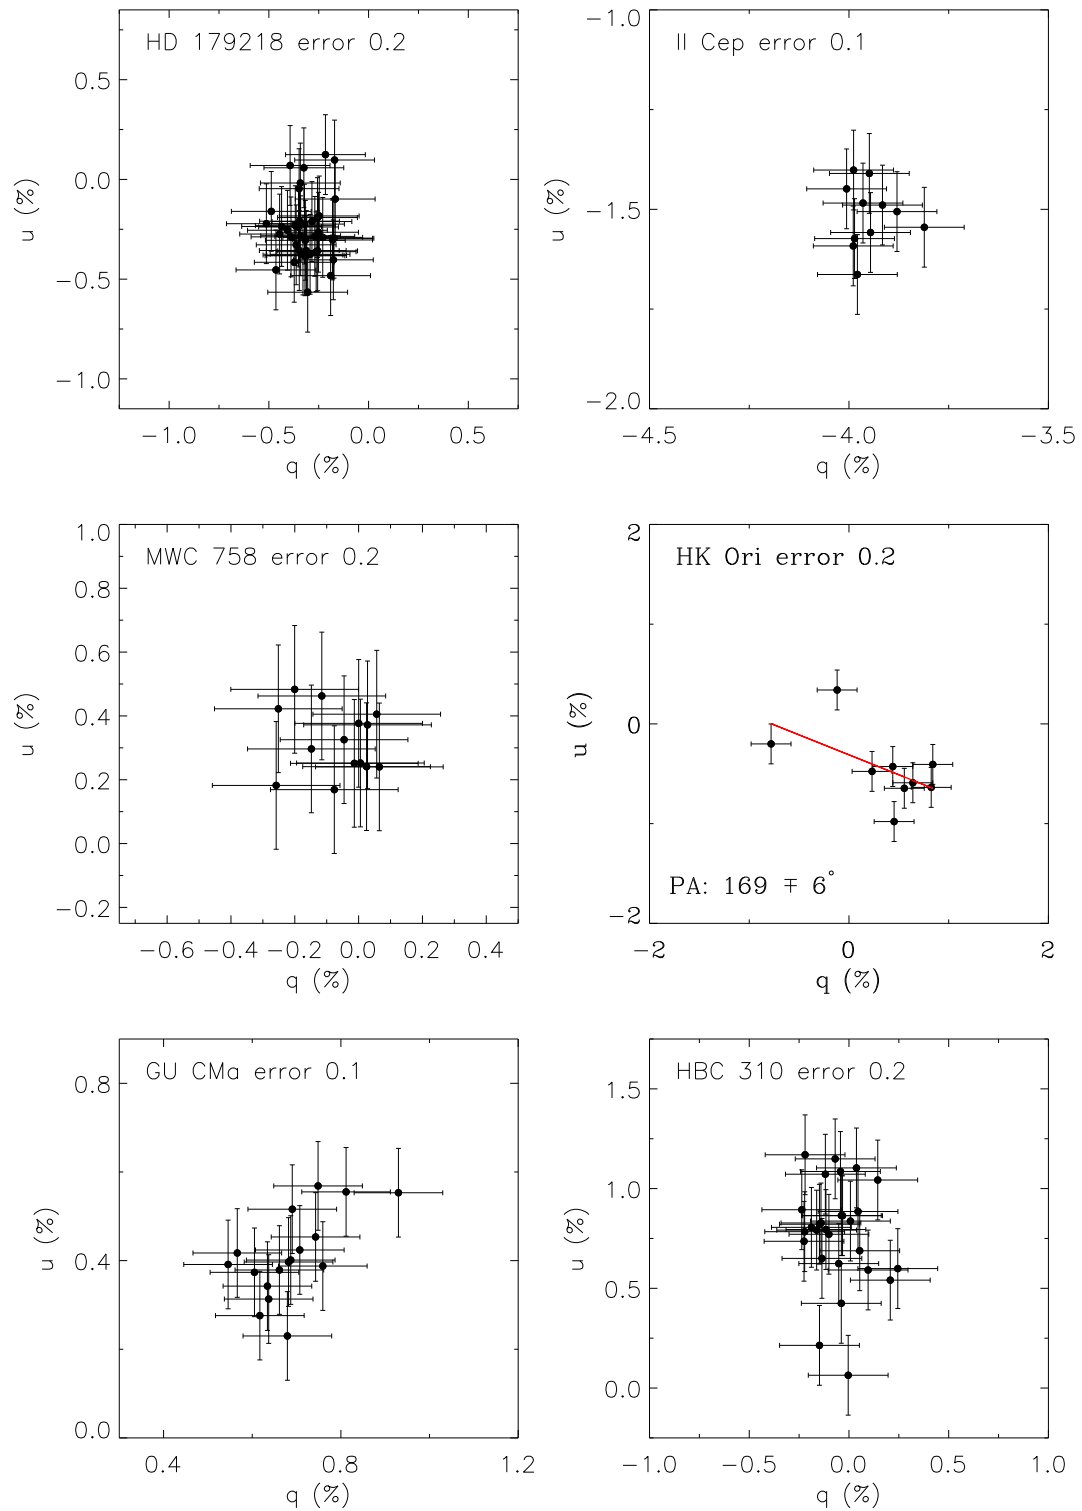 HD 179218 error 0.2
u (%)
0.5
0.0
−0.5
−1.0
−1.0 −0.5 0.0 0.5
q (%)
II Cep error 0.1
u (%)
−1.0
−1.5
−2.0
−4.5 −4.0 −3.5
q (%)
MWC 758 error 0.2
u (%)
1.0
0.8
0.6
0.4
0.2
0.0
−0.2
−0.6 −0.4 −0.2 0.0 0.2 0.4
q (%)
HK Ori error 0.2
u (%)
2
0
−2
PA: 169 ∓ 6°
−2 0 2
q (%)
GU CMa error 0.1
u (%)
0.8
0.4
0.0
0.4 0.8 1.2
q (%)
HBC 310 error 0.2
u (%)
1.5
1.0
0.5
0.0
−1.0 −0.5 0.0 0.5 1.0
q (%)